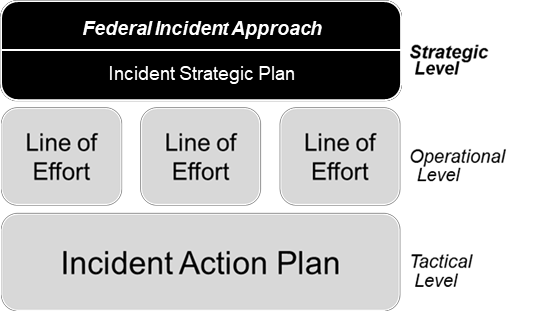 Federal Incident Approach
Incident Strategic Plan
Strategic
Level
Line of
Effort
Line of
Effort
Line of
Effort
Operational
Level
Incident Action Plan
Tactical
Level